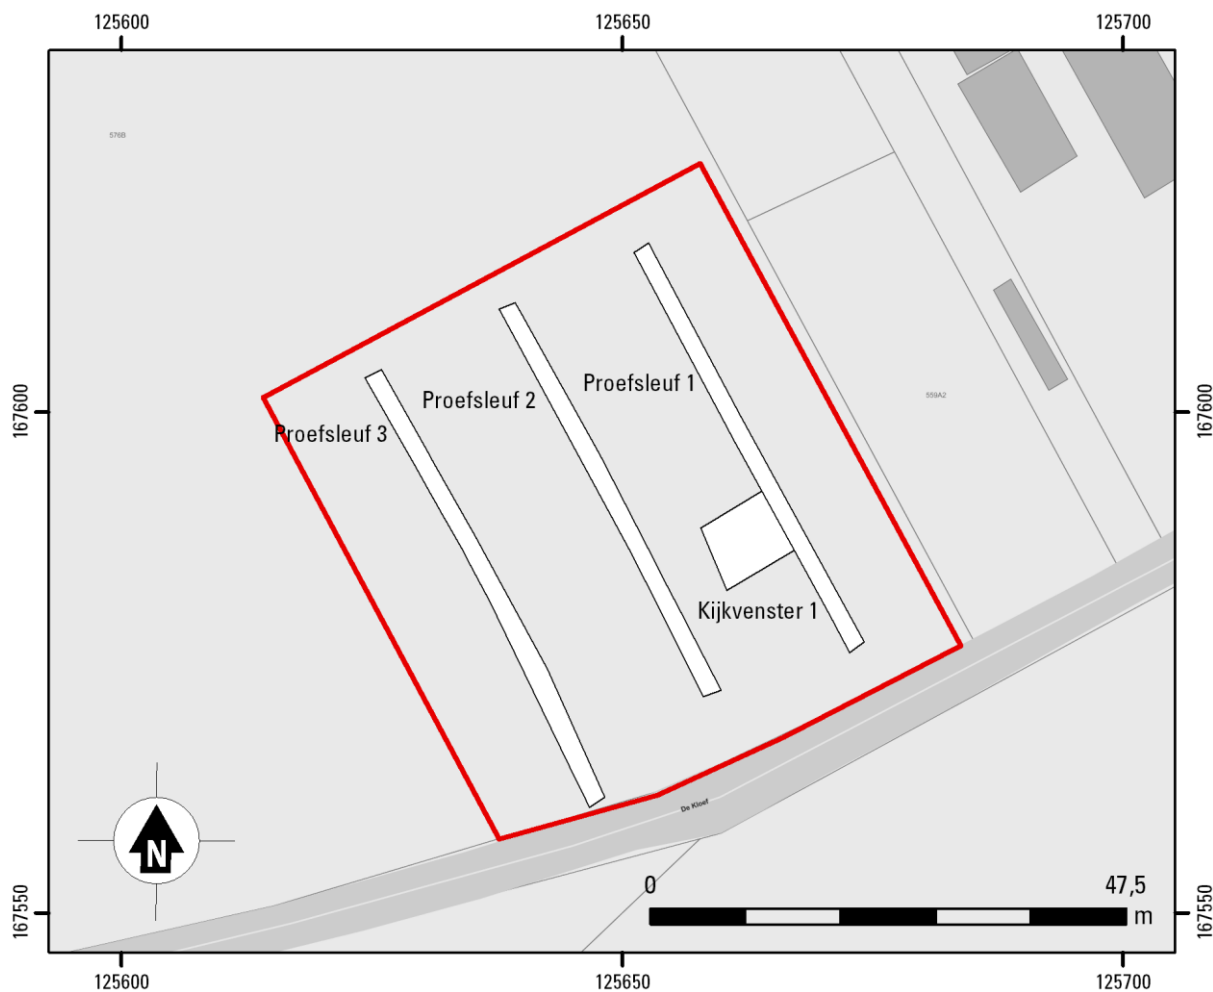 125600
125650
125700
576B
Proefsleuf 1
Proefsleuf 2
559A2
167600
167600
Proefsleuf 3
Kijkvenster 1
De Kloef
N
0
47,5
m
167550
167550
125600
125650
125700